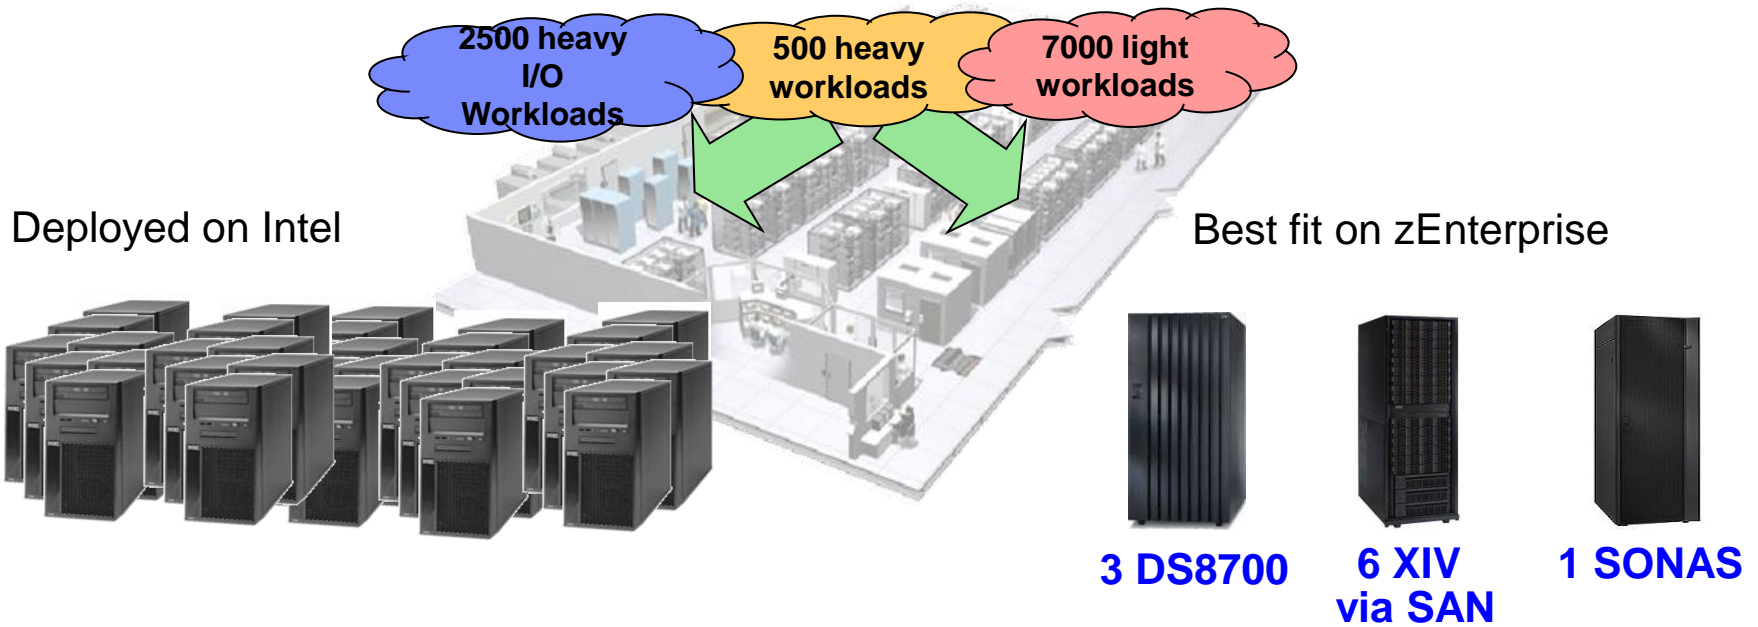 2500 heavy
I/O
Workloads
500 heavy
workloads
7000 light
workloads
Deployed on Intel
Best fit on zEnterprise
3 DS8700
6 XIV
via SAN
1 SONAS